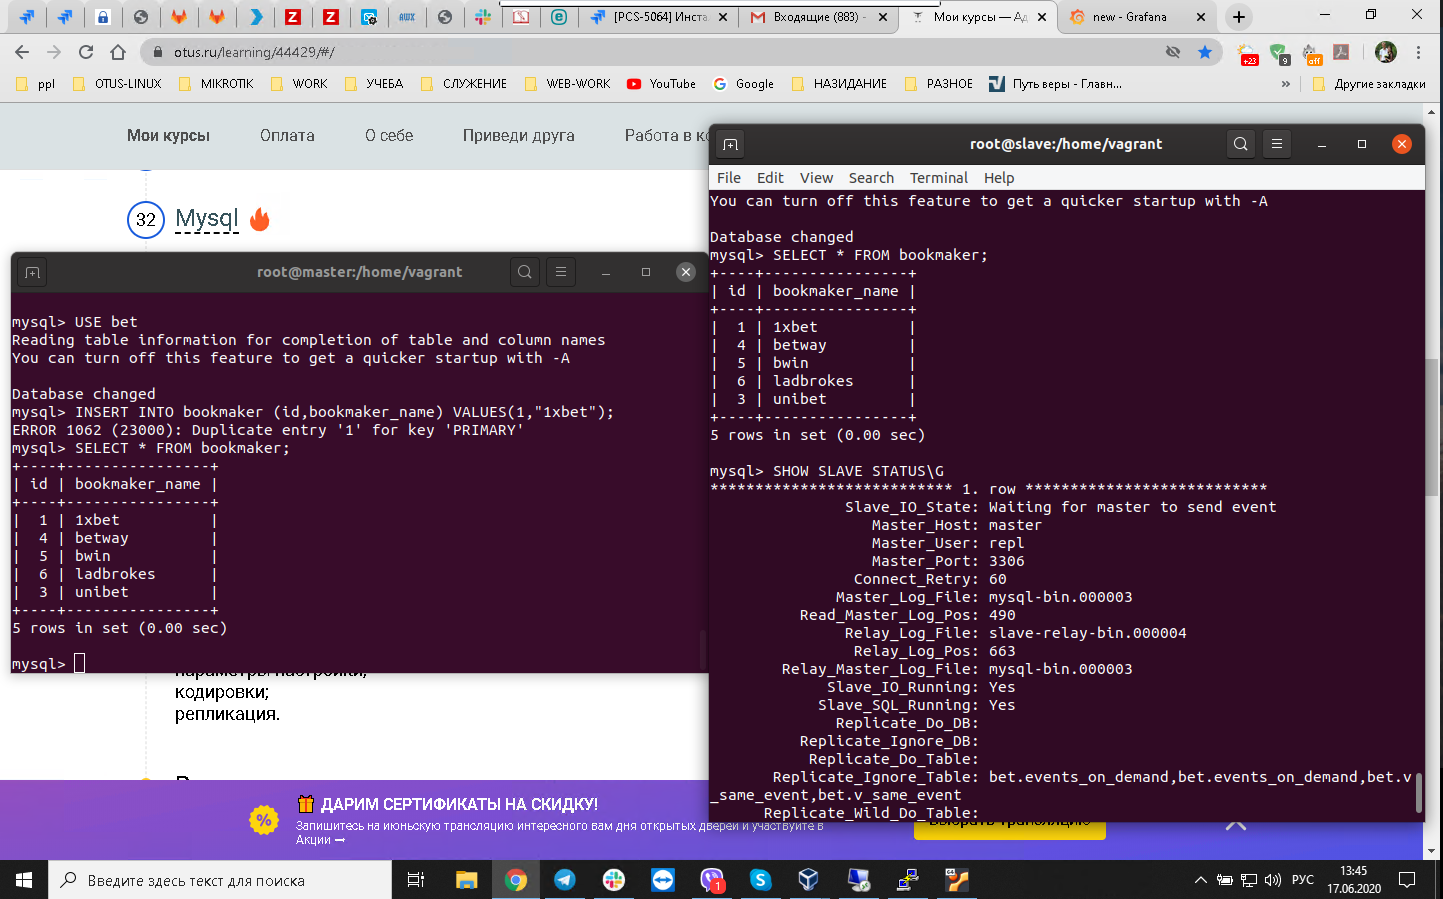 [PCS-5064] Инста.
Входящие (883) -
Мои курсы — Ад
new - Grafana
otus.ru/learning/44429/#/
+23
9
off
ppl
OTUS-LINUX
MIKROTIK
WORK
УЧЕБА
СЛУЖЕНИЕ
WEB-WORK
YouTube
Google
НАЗИДАНИЕ
РАЗНОЕ
Путь веры - Главн...
»
Другие закладки
Мои курсы
Оплата
О себе
Приведи друга
Работа в ко
32 Mysql
root@master:/home/vagrant
mysql> USE bet
Reading table information for completion of table and column names
You can turn off this feature to get a quicker startup with -A
Database changed
mysql> INSERT INTO bookmaker (id,bookmaker_name) VALUES(1,"1xbet");
ERROR 1062 (23000): Duplicate entry '1' for key 'PRIMARY'
mysql> SELECT * FROM bookmaker;
+----+----------------+
| id | bookmaker_name |
+----+----------------+
|  1 | 1xbet          |
|  4 | betway         |
|  5 | bwin           |
|  6 | ladbrokes      |
|  3 | unibet         |
+----+----------------+
5 rows in set (0.00 sec)
mysql>
параметры настройки;
кодировки;
репликация.
root@slave:/home/vagrant
File Edit View Search Terminal Help
You can turn off this feature to get a quicker startup with -A
Database changed
mysql> SELECT * FROM bookmaker;
+----+----------------+
| id | bookmaker_name |
+----+----------------+
|  1 | 1xbet          |
|  4 | betway         |
|  5 | bwin           |
|  6 | ladbrokes      |
|  3 | unibet         |
+----+----------------+
5 rows in set (0.00 sec)
mysql> SHOW SLAVE STATUS\G
*************************** 1. row ***************************
Slave_IO_State: Waiting for master to send event
Master_Host: master
Master_User: repl
Master_Port: 3306
Connect_Retry: 60
Master_Log_File: mysql-bin.000003
Read_Master_Log_Pos: 490
Relay_Log_File: slave-relay-bin.000004
Relay_Log_Pos: 663
Relay_Master_Log_File: mysql-bin.000003
Slave_IO_Running: Yes
Slave_SQL_Running: Yes
Replicate_Do_DB:
Replicate_Ignore_DB:
Replicate_Do_Table:
Replicate_Ignore_Table: bet.events_on_demand,bet.events_on_demand,bet.v
_same_event,bet.v_same_event
Replicate_Wild_Do_Table:
ДАРИМ СЕРТИФИКАТЫ НА СКИДКУ!
Запишитесь на июньскую трансляцию интересного вам дня открытых дверей и участвуйте в
Акции ➞
Выбрать трансляцию
Введите здесь текст для поиска
1
РУС
13:45
17.06.2020